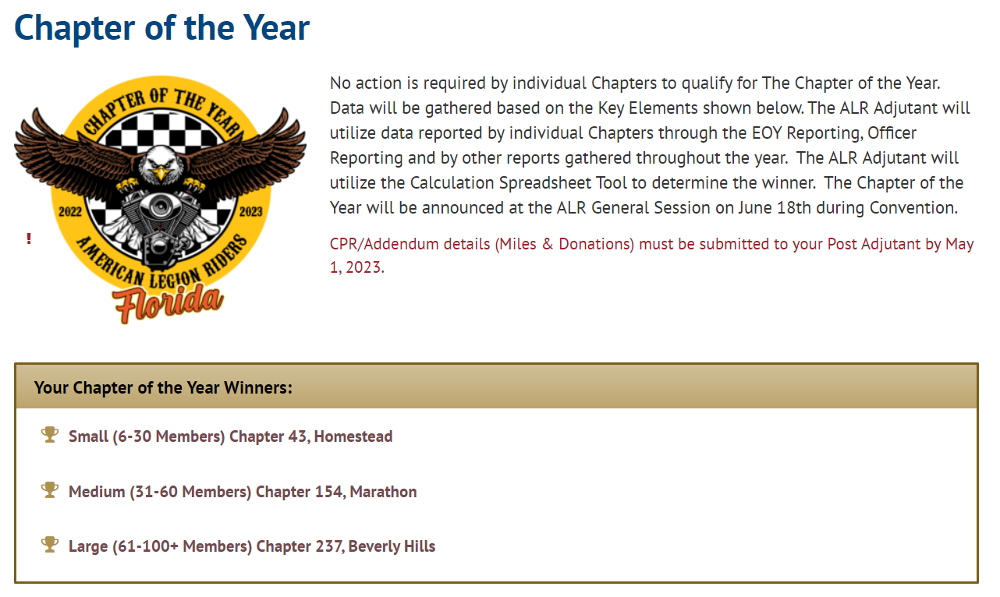 Chapter of the Year
CHAPTER OF THE YEAR
2022 2023
AMERICAN LEGION RIDERS
Florida
!
No action is required by individual Chapters to qualify for The Chapter of the Year.
Data will be gathered based on the Key Elements shown below. The ALR Adjutant will
utilize data reported by individual Chapters through the EOY Reporting, Officer
Reporting and by other reports gathered throughout the year.  The ALR Adjutant will
utilize the Calculation Spreadsheet Tool to determine the winner.  The Chapter of the
Year will be announced at the ALR General Session on June 18th during Convention.
CPR/Addendum details (Miles & Donations) must be submitted to your Post Adjutant by May
1, 2023.
Your Chapter of the Year Winners:
Small (6-30 Members) Chapter 43, Homestead
Medium (31-60 Members) Chapter 154, Marathon
Large (61-100+ Members) Chapter 237, Beverly Hills